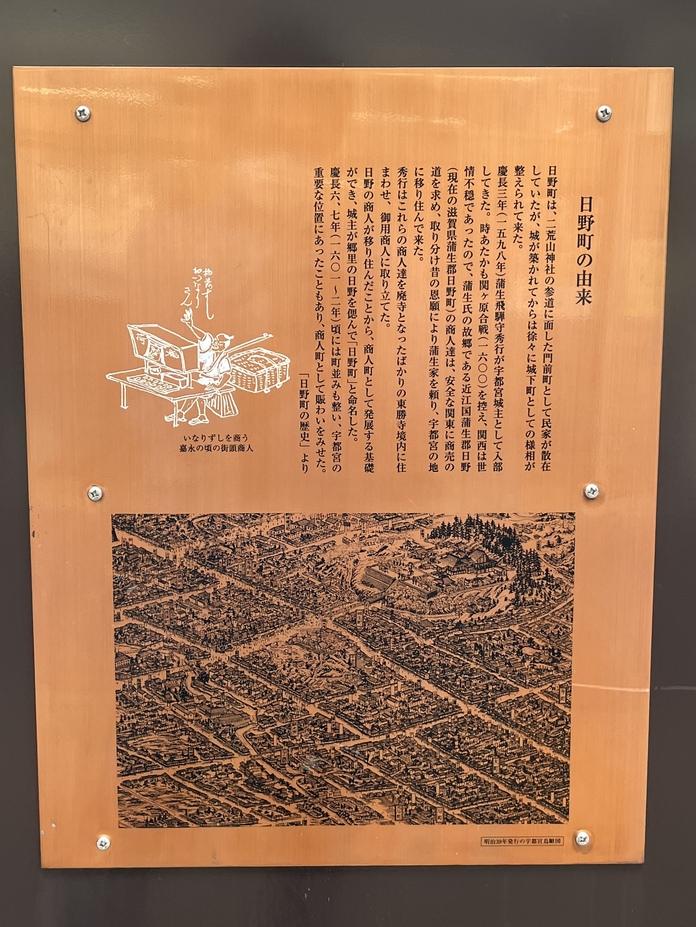 日野町の由来
日野町は、二荒山神社の参道に面した門前町として民家が散在
していたが、城が築かれてからは徐々に城下町としての様相が
整えられて来た。
慶長三年(一五九八年)蒲生飛騨守秀行が宇都宮城主として入部
してきた。時あたかも関ヶ原合戦(一六〇〇)を控え、関西は世
情不穏であったので、蒲生氏の故郷である近江国蒲生郡日野
(現在の滋賀県蒲生郡日野町)の商人達は、安全な関東に商売の
道を求め、取り分け昔の恩顧により蒲生家を頼り、宇都宮の地
に移り住んで来た。
秀行はこれらの商人達を廃寺となったばかりの東勝寺境内に住
まわせ、御用商人に取り立てた。
日野の商人が移り住んだことから、商人町として発展する基礎
ができ、城主が郷里の日野を偲んで「日野町」と命名した。
慶長六、七年(一六〇一～二年)頃には町並みも整い、宇都宮の
重要な位置にあったこともあり、商人町として賑わいをみせた。
「日野町の歴史」より
いなりずしを商う
嘉永の頃の街頭商人
明治39年発行の宇都宮鳥瞰図